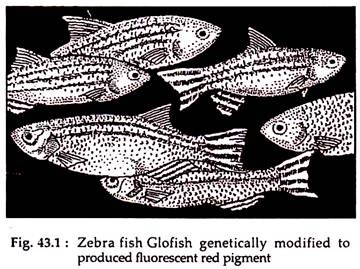 Fig. 43.1 : Zebra fish Glofish genetically modified to
produced fluorescent red pigment